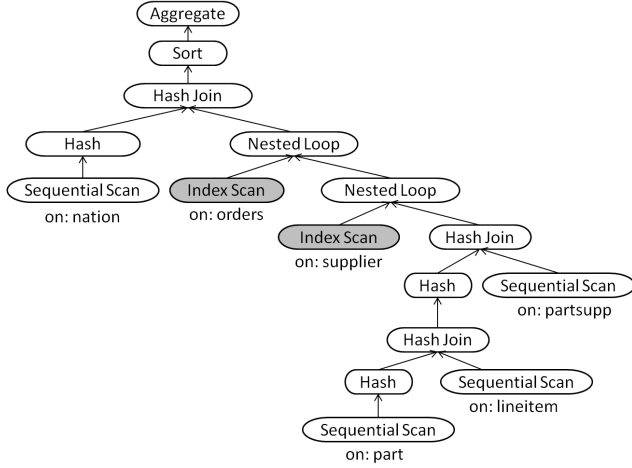 Aggregate
Sort
Hash Join
Hash
Nested Loop
Sequential Scan
on: nation
Index Scan
on: orders
Nested Loop
Index Scan
on: supplier
Hash Join
Hash
Sequential Scan
on: partsupp
Hash Join
Hash
Sequential Scan
on: lineitem
Sequential Scan
on: part